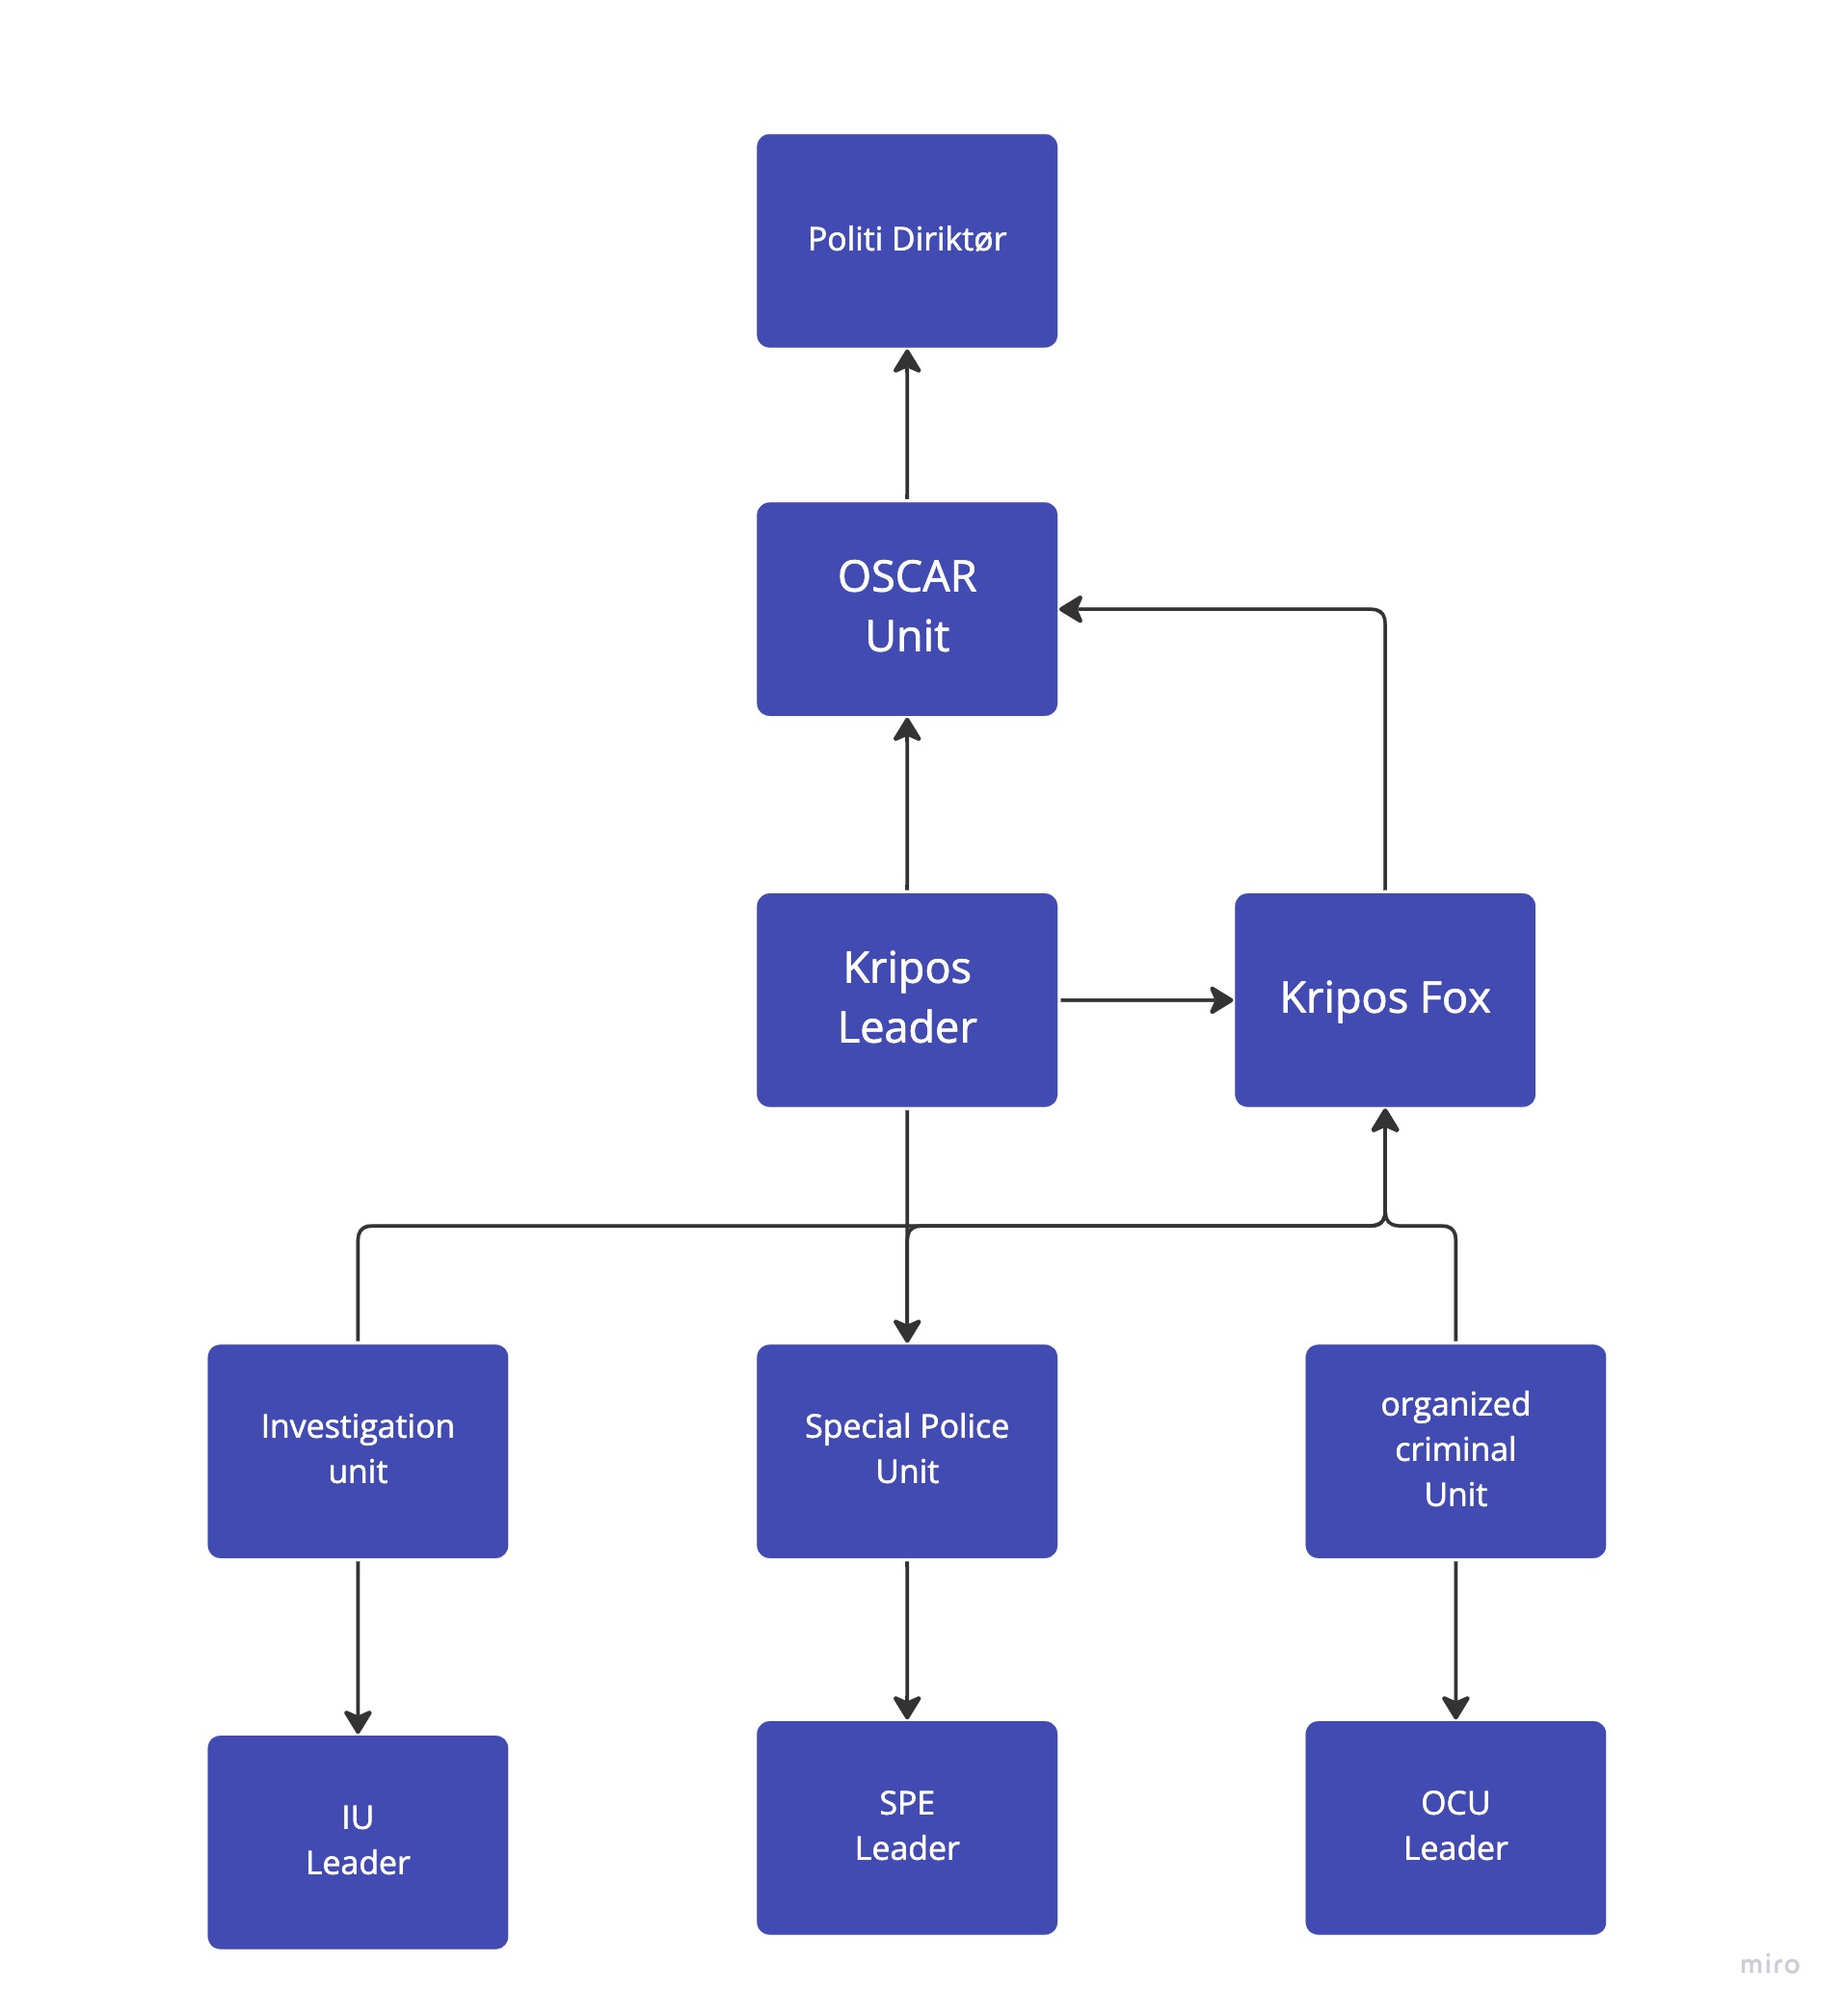 Politi Diriktør
OSCAR
Unit
Kripos
Leader
Kripos Fox
Investigation
unit
Special Police
Unit
organized
criminal
Unit
IU
Leader
SPE
Leader
OCU
Leader
miro